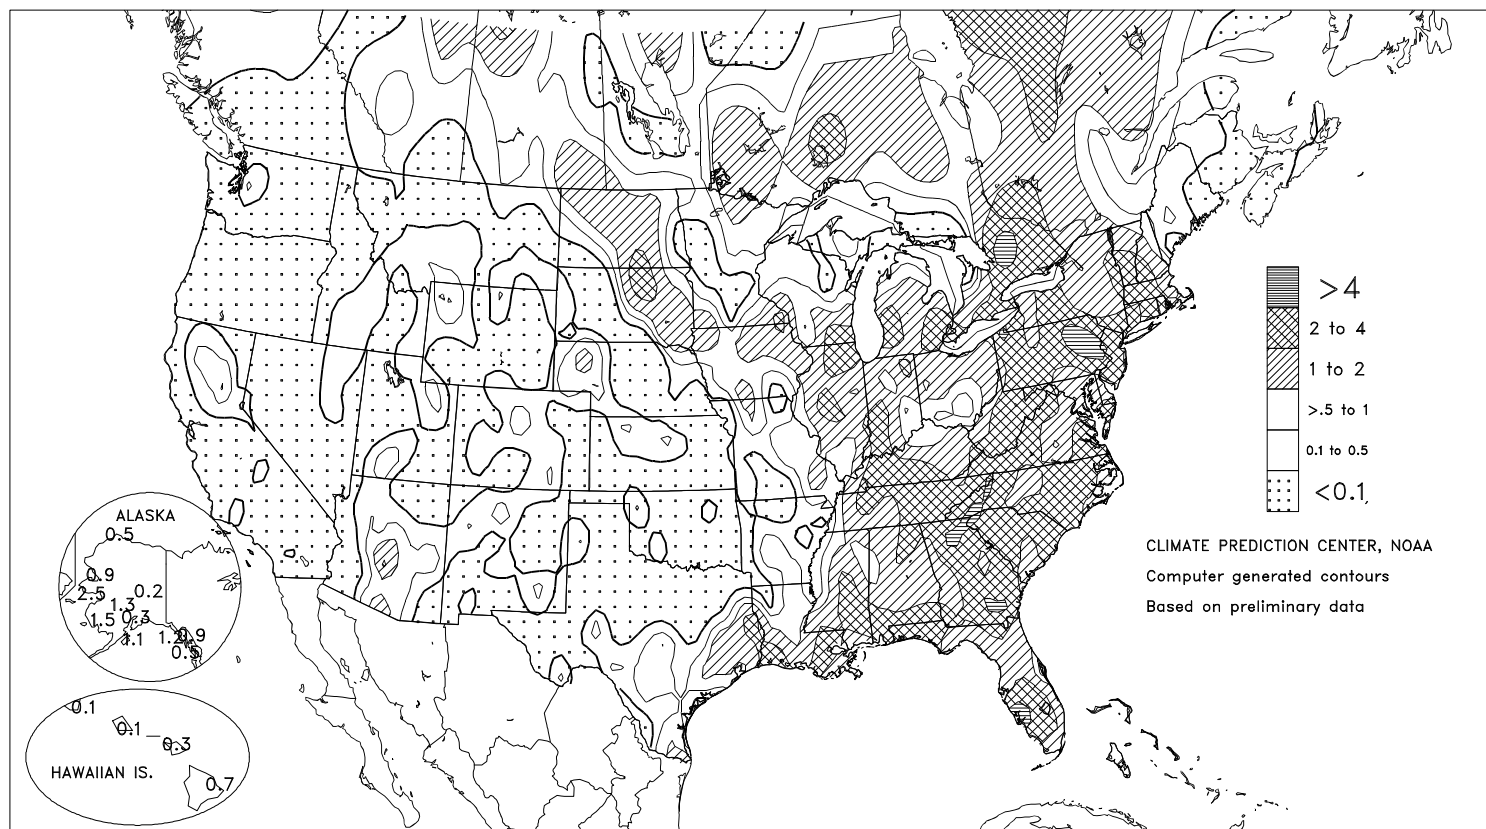 >4
2 to 4
1 to 2
>.5 to 1
0.1 to 0.5
<0.1
ALASKA
0.5
0.9
2.5
0.2
1.3
1.5
0.3
1.1
1.2
0.9
0.5
CLIMATE PREDICTION CENTER, NOAA
Computer generated contours
Based on preliminary data
0.1
0.1
0.3
HAWAIIAN IS.
0.7